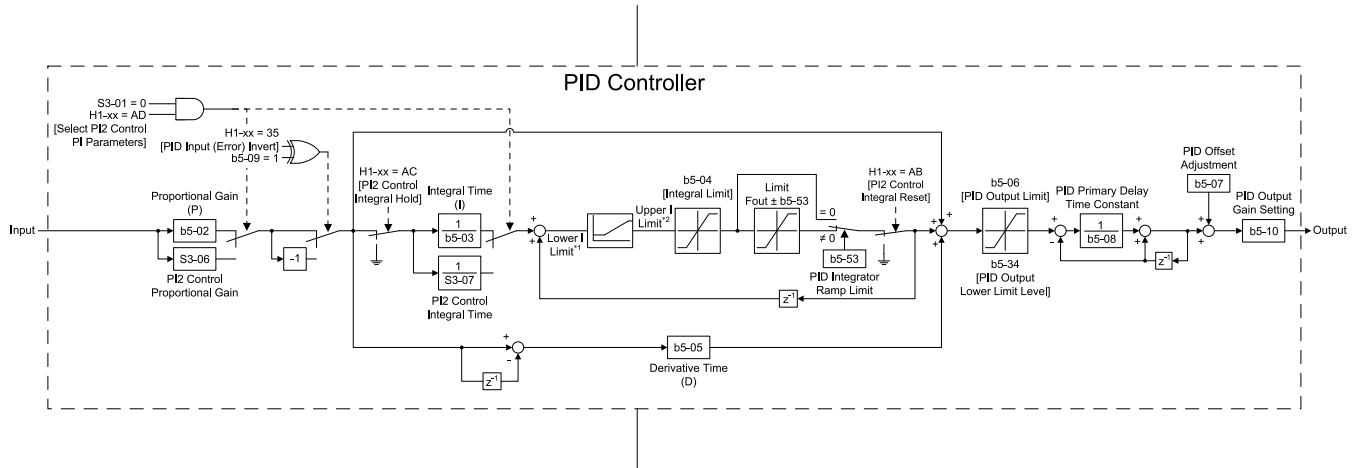 PID Controller
S3-01 = 0
H1-xx = AD
[Select PI2 Control
PI Parameters]
H1-xx = 35
[PID Input (Error) Invert]
b5-09 = 1
Proportional Gain
(P)
b5-02
S3-06
PI2 Control
Proportional Gain
Input
-1
H1-xx = AC
[PI2 Control
Integral Hold]
Integral Time
(I)
1
b5-03
1
S3-07
PI2 Control
Integral Time
+
+
Lower I
Limit*1
Upper I
Limit*2
b5-04
[Integral Limit]
Limit
Fout ± b5-53
= 0
≠ 0
b5-53
PID Integrator
Ramp Limit
H1-xx = AB
[PI2 Control
Integral Reset]
z-1
+
-
z-1
b5-05
Derivative Time
(D)
+
+
+
b5-06
[PID Output Limit]
b5-34
[PID Output
Lower Limit Level]
PID Primary Delay
Time Constant
+
-
1
b5-08
+
+
z-1
PID Offset
Adjustment
b5-07
+
+
PID Output
Gain Setting
b5-10
Output